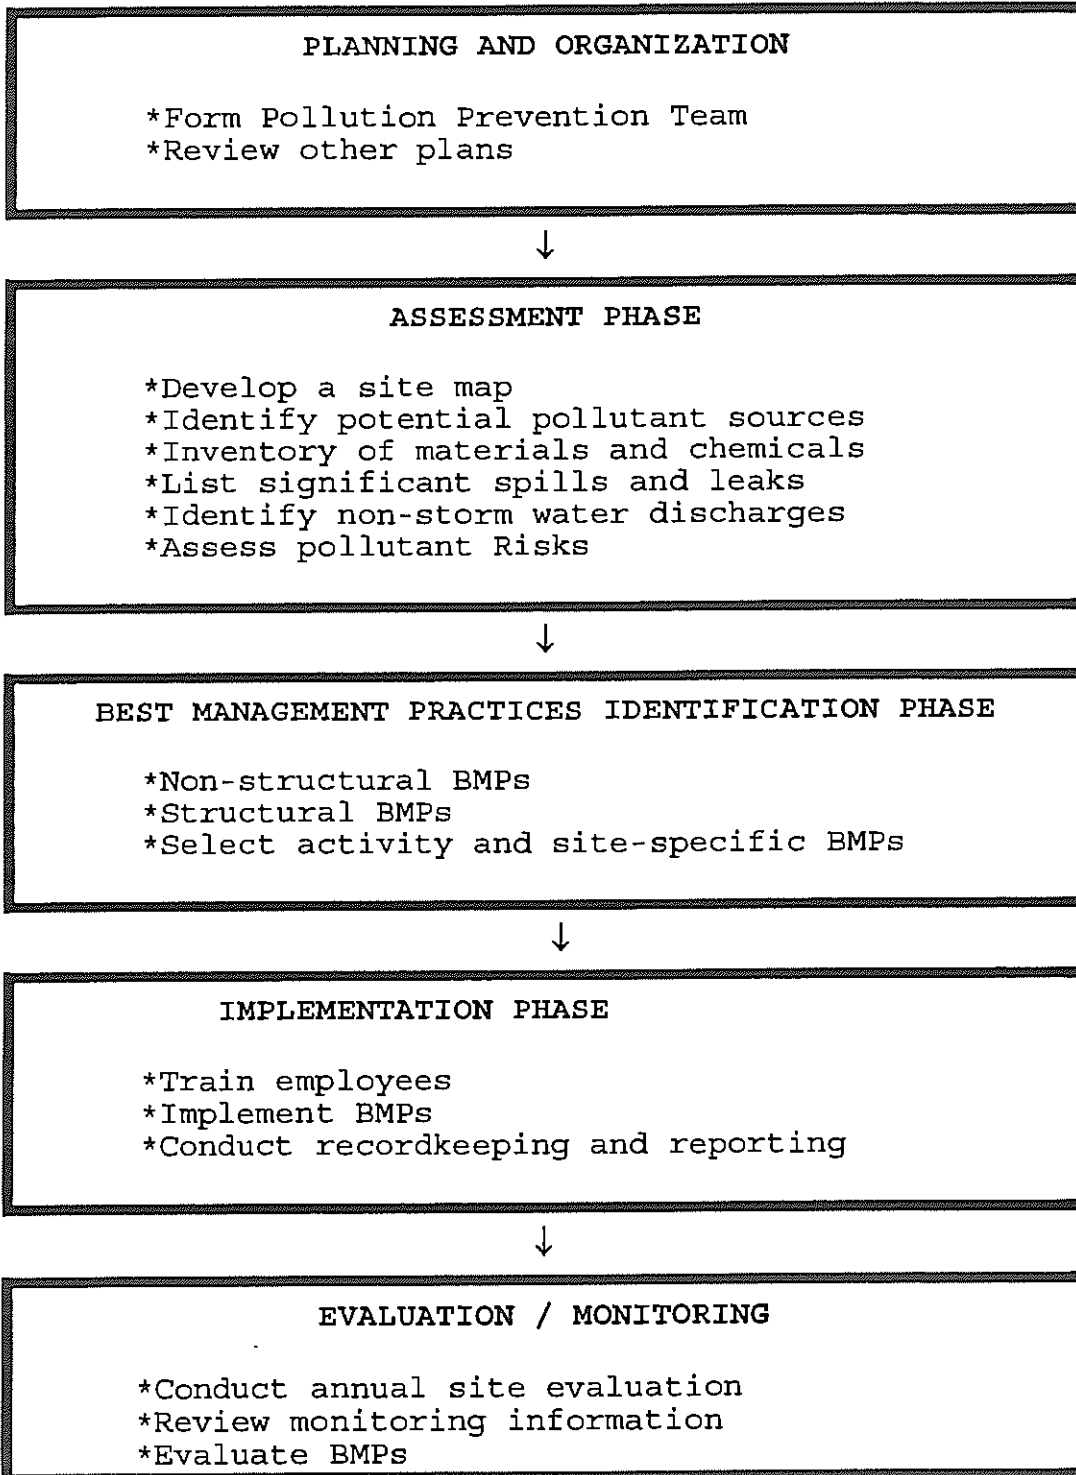 PLANNING AND ORGANIZATION
*Form Pollution Prevention Team
*Review other plans
↓
ASSESSMENT PHASE
*Develop a site map
*Identify potential pollutant sources
*Inventory of materials and chemicals
*List significant spills and leaks
*Identify non-storm water discharges
*Assess pollutant Risks
↓
BEST MANAGEMENT PRACTICES IDENTIFICATION PHASE
*Non-structural BMPs
*Structural BMPs
*Select activity and site-specific BMPs
↓
IMPLEMENTATION PHASE
*Train employees
*Implement BMPs
*Conduct recordkeeping and reporting
↓
EVALUATION / MONITORING
*Conduct annual site evaluation
*Review monitoring information
*Evaluate BMPs